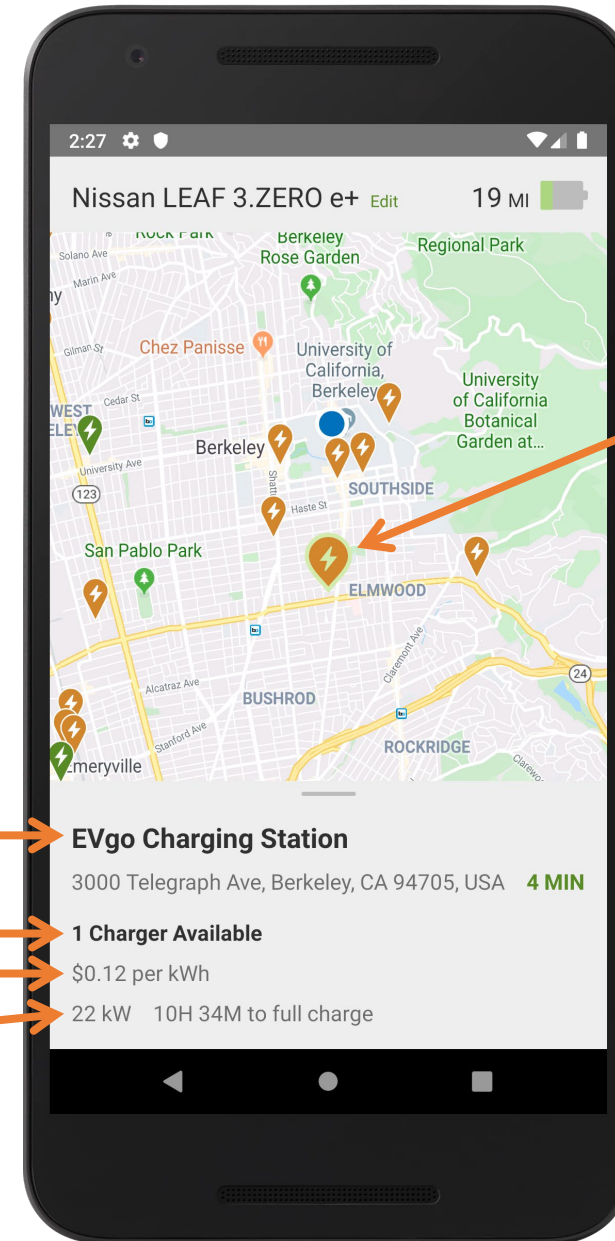 2:27
Nissan LEAF 3.ZERO e+ Edit 19 MI
Solano Ave
Rock Park
Berkeley
Rose Garden
Regional Park
Marin Ave
Gilman St
Chez Panisse
University of
California,
Berkeley
University
of California
Botanical
Garden at...
Cedar St
WEST
University Ave
Berkeley
123
Shatt
SOUTHSIDE
Haste St
San Pablo Park
ELMWOOD
Claremont Ave
24
Alcatraz Ave
BUSHROD
Stanford Ave
ROCKRIDGE
Emeryville
EVgo Charging Station
3000 Telegraph Ave, Berkeley, CA 94705, USA 4 MIN
1 Charger Available
$0.12 per kWh
22 kW 10H 34M to full charge